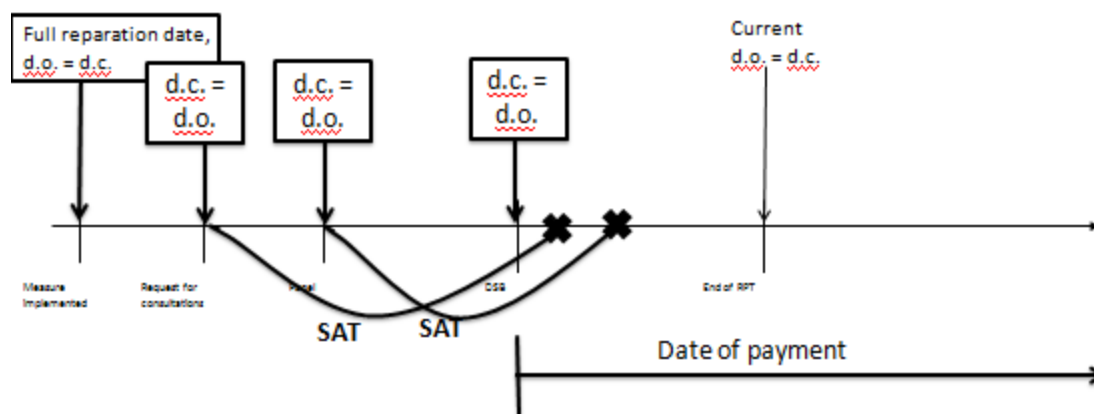 Full reparation date,
d.o. = d.c.
Current
d.o. = d.c.
d.c. =
d.o.
d.c. =
d.o.
d.c. =
d.o.
Measure
Implemented
Request for
consultations
Panel
DSB
End of RPT
SAT
SAT
Date of payment